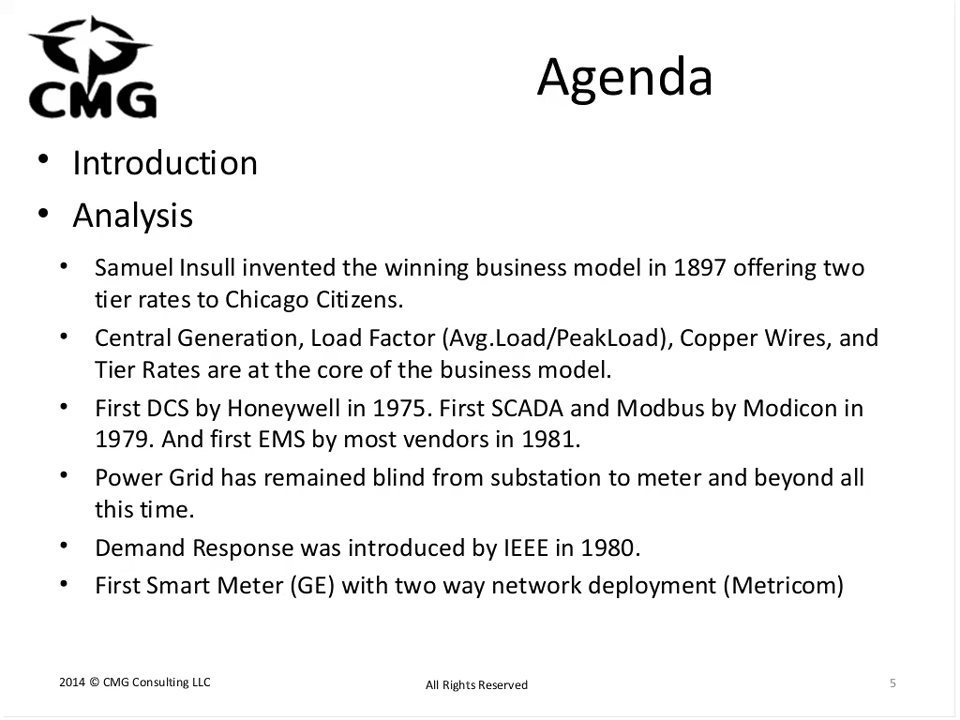 CMG
Agenda
• Introduction
• Analysis
• Samuel Insull invented the winning business model in 1897 offering two
tier rates to Chicago Citizens.
• Central Generation, Load Factor (Avg.Load/PeakLoad), Copper Wires, and
Tier Rates are at the core of the business model.
• First DCS by Honeywell in 1975. First SCADA and Modbus by Modicon in
1979. And first EMS by most vendors in 1981.
• Power Grid has remained blind from substation to meter and beyond all
this time.
• Demand Response was introduced by IEEE in 1980.
• First Smart Meter (GE) with two way network deployment (Metricom)
2014 © CMG Consulting LLC
All Rights Reserved
5